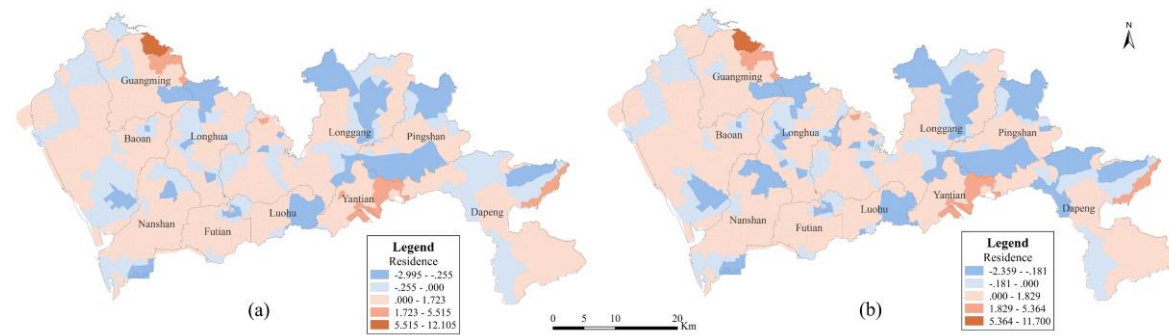 Guangming
Baoan
Longhua
Longgang
Pingshan
Nanshan
Futian
Luohu
Yantian
Dapeng
Legend
Residence
-2.995 - -.255
-.255 - .000
.000 - 1.723
1.723 - 5.515
5.515 - 12.105
(a)
0 5 10 20
Km
N
Guangming
Baoan
Longhua
Longgang
Pingshan
Nanshan
Futian
Luohu
Yantian
Dapeng
Legend
Residence
-2.359 - -.181
-.181 - .000
.000 - 1.829
1.829 - 5.364
5.364 - 11.700
(b)